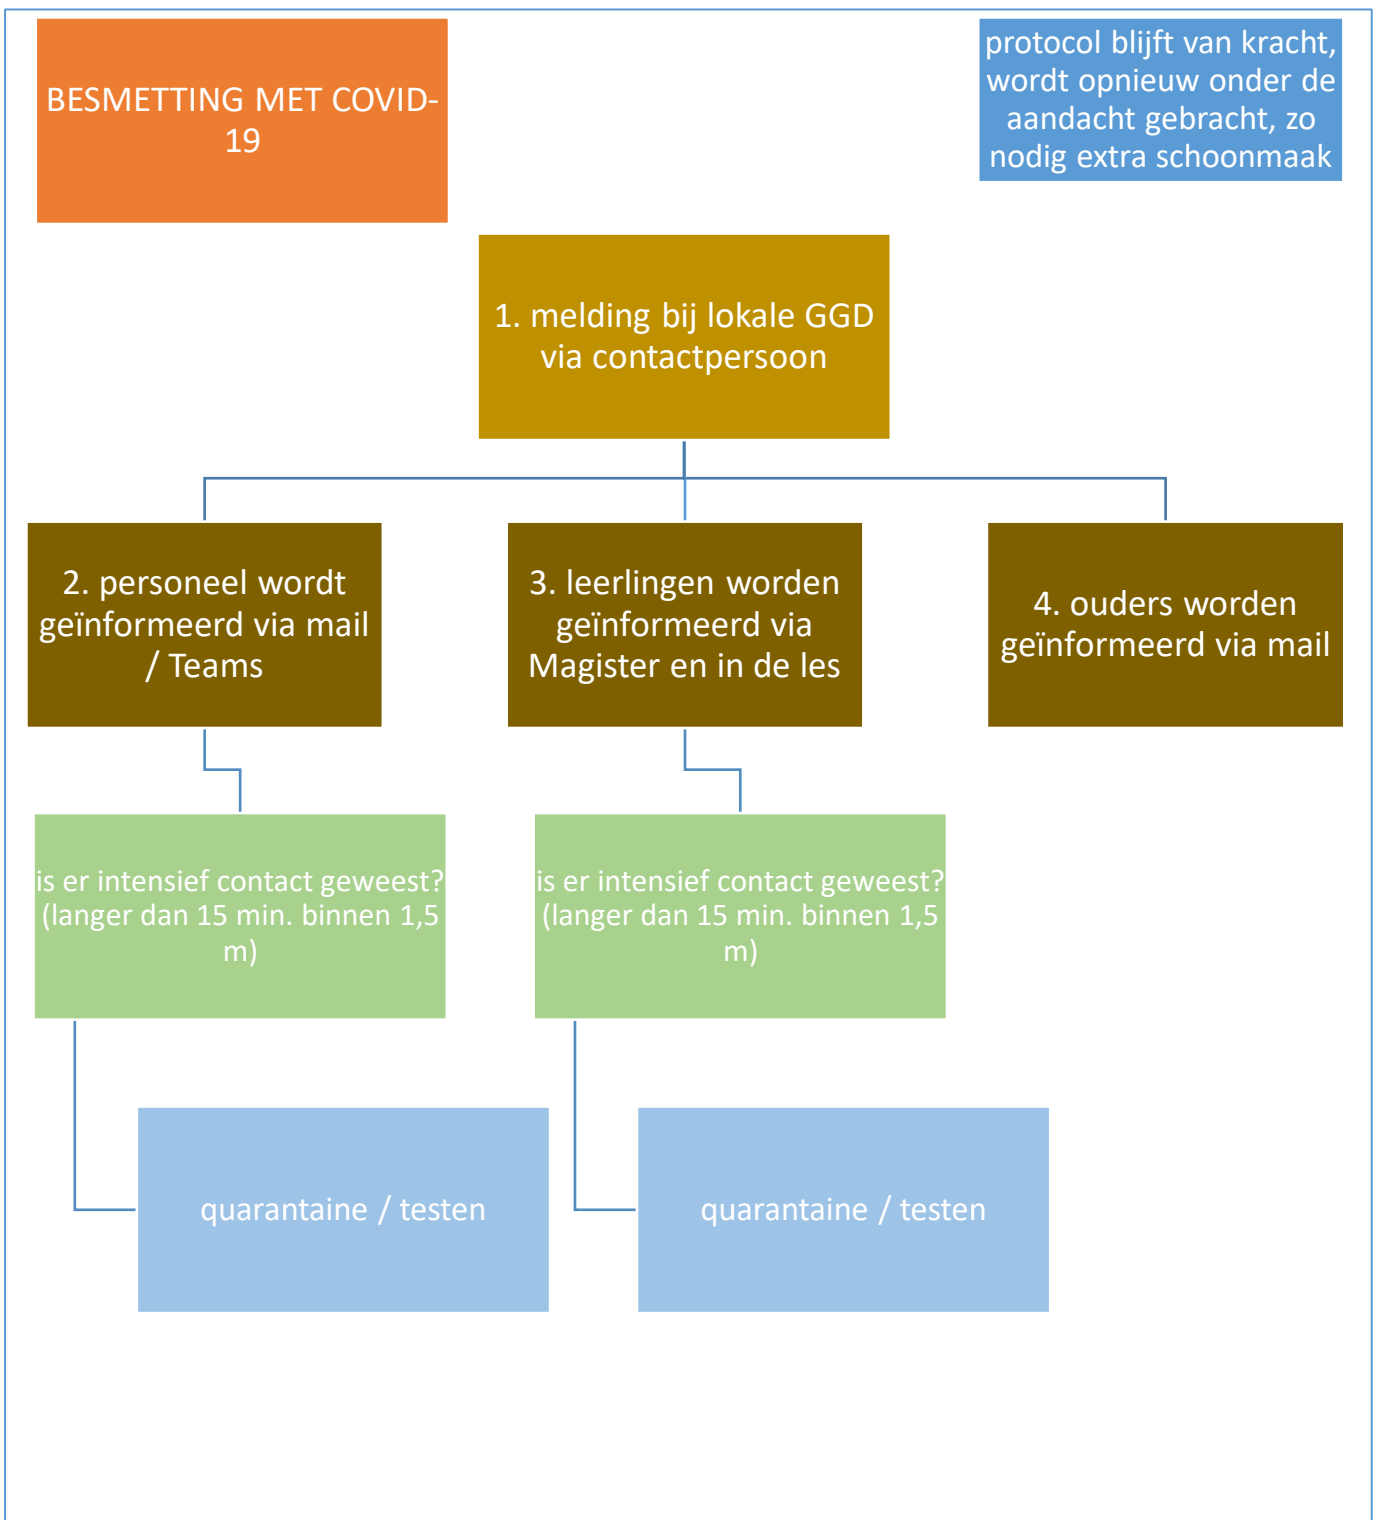 BESMETTING MET COVID-
19
protocol blijft van kracht,
wordt opnieuw onder de
aandacht gebracht, zo
nodig extra schoonmaak
1. melding bij lokale GGD
via contactpersoon
2. personeel wordt
geïnformeerd via mail
/ Teams
3. leerlingen worden
geïnformeerd via
Magister en in de les
4. ouders worden
geïnformeerd via mail
is er intensief contact geweest?
(langer dan 15 min. binnen 1,5
m)
is er intensief contact geweest?
(langer dan 15 min. binnen 1,5
m)
quarantaine / testen
quarantaine / testen